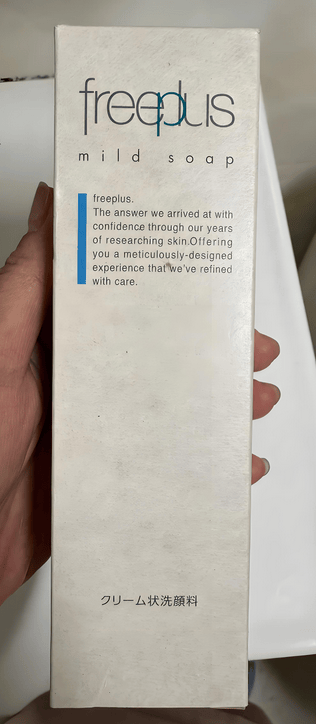 freeplus
mild soap
freeplus.
The answer we arrived at with
confidence through our years
of researching skin.Offering
you a meticulously-designed
experience that we've refined
with care.
クリーム状洗顔料